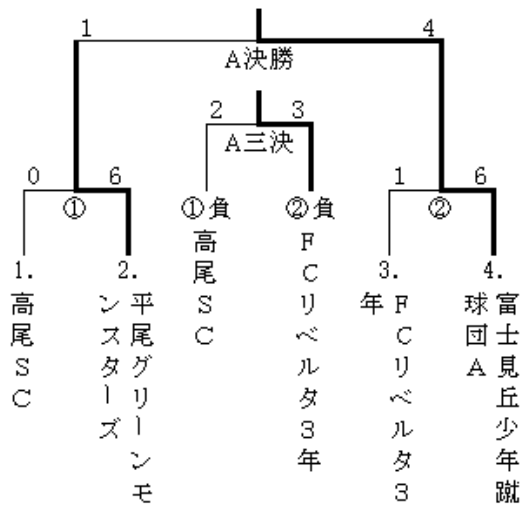 1 4
A決勝
2 3
A三決
0 6
①
①負
高尾SC
②負
FCリベルタ3年
1 6
②
1.
高尾SC
2.
平尾グリーンモンスターズ
3.
FCリベルタ3年
4.
富士見丘少年蹴球団A